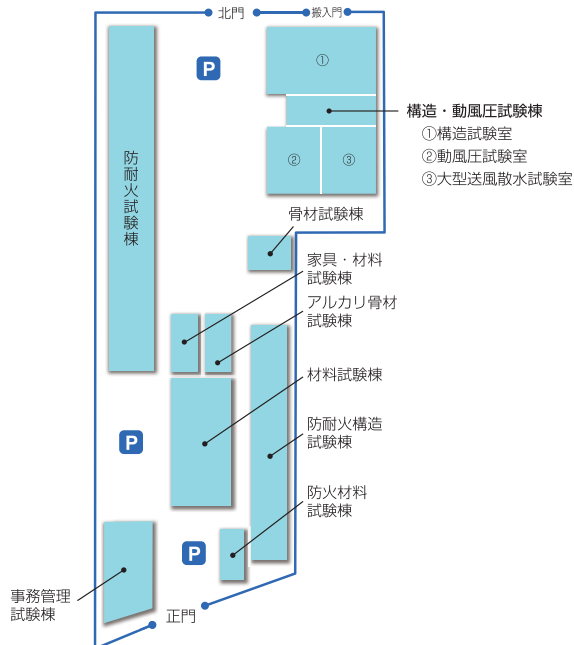 北門
搬入門
P
①
構造・動風圧試験棟
①構造試験室
②動風圧試験室
③大型送風散水試験室
②
③
防耐火試験棟
骨材試験棟
家具・材料
試験棟
アルカリ骨材
試験棟
材料試験棟
防耐火構造
試験棟
P
防火材料
試験棟
P
事務管理
試験棟
正門